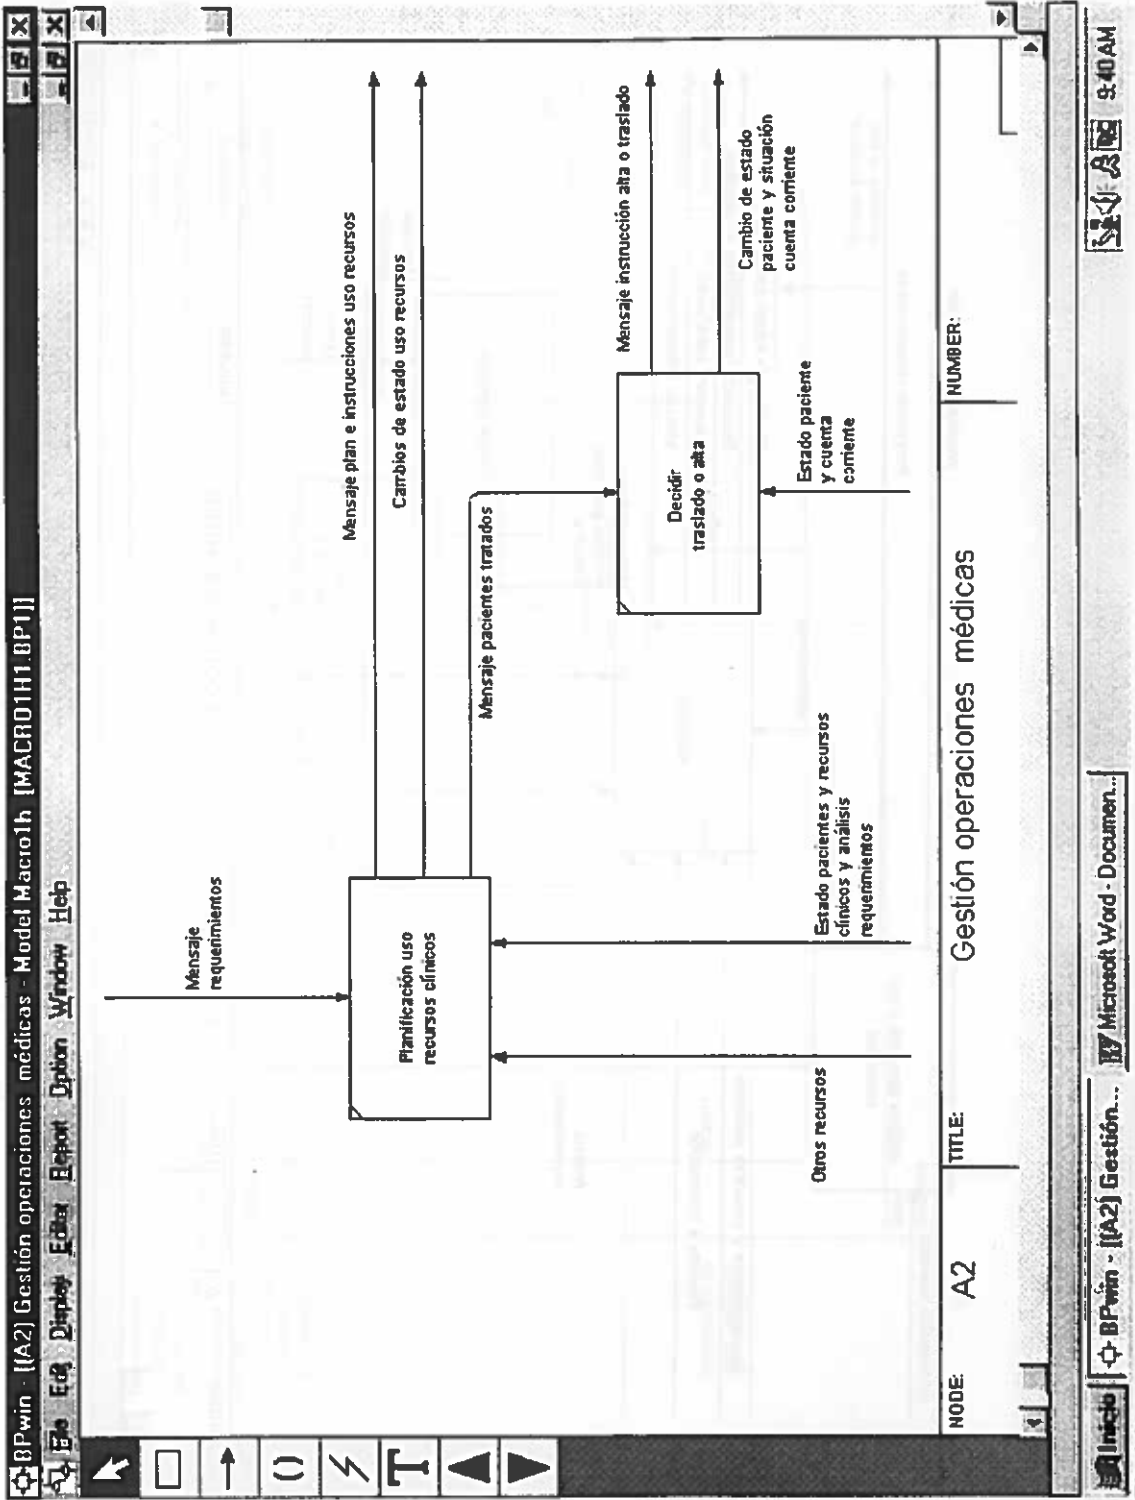 BPwin - [(A2) Gestión operaciones médicas - Model Macro1h [MACRO1H1.BP1]]
File Edit Display Editor Report Option Window Help
Mensaje
requerimientos
Planificación uso
recursos clínicos
Mensaje plan e instrucciones uso recursos
Cambios de estado uso recursos
Mensaje pacientes tratados
Decidir
traslado o alta
Mensaje instrucción alta o traslado
Cambio de estado
paciente y situación
cuenta corriente
Otros recursos
Estado pacientes y recursos
clínicos y análisis
requerimientos
Estado paciente
y cuenta
corriente
NODE:
A2
TITLE:
Gestión operaciones médicas
NUMBER:
Inicio
BPwin - [(A2) Gestión...
Microsoft Word - Documen...
9:40 AM